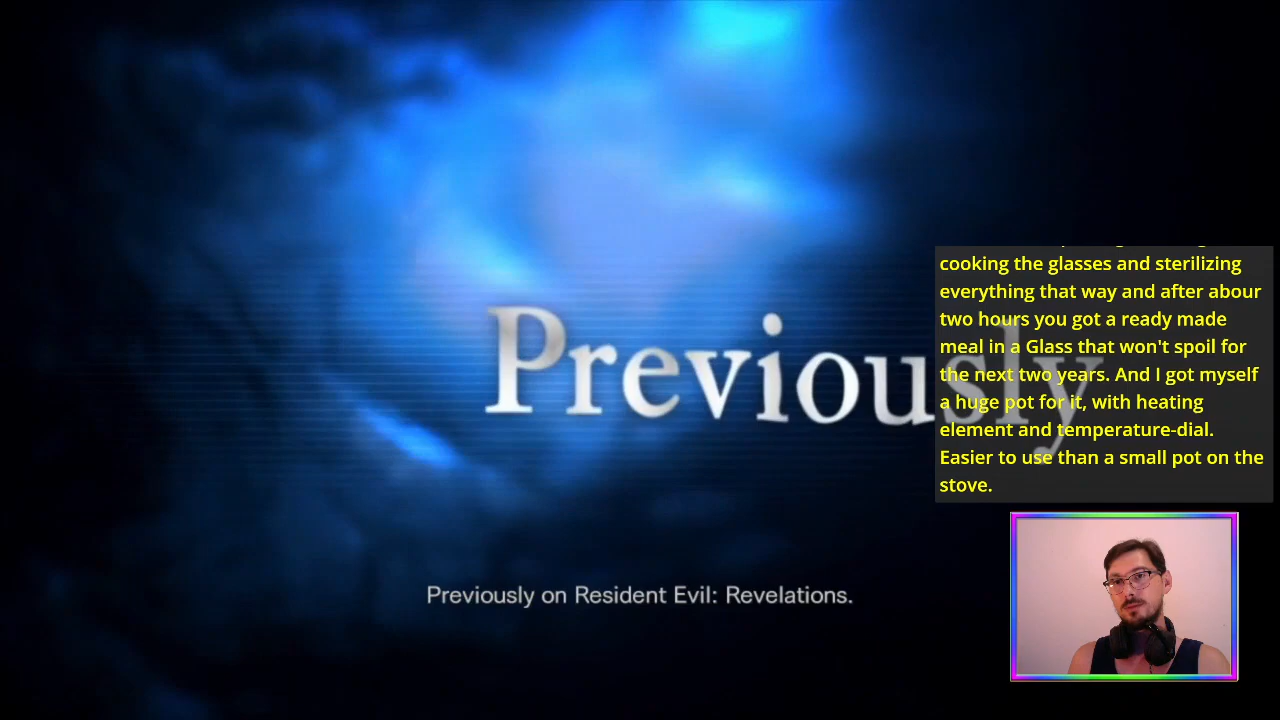 Previously
cooking the glasses and sterilizing
everything that way and after abour
two hours you got a ready made
meal in a Glass that won't spoil for
the next two years. And I got myself
a huge pot for it, with heating
element and temperature-dial.
Easier to use than a small pot on the
stove.
Previously on Resident Evil: Revelations.